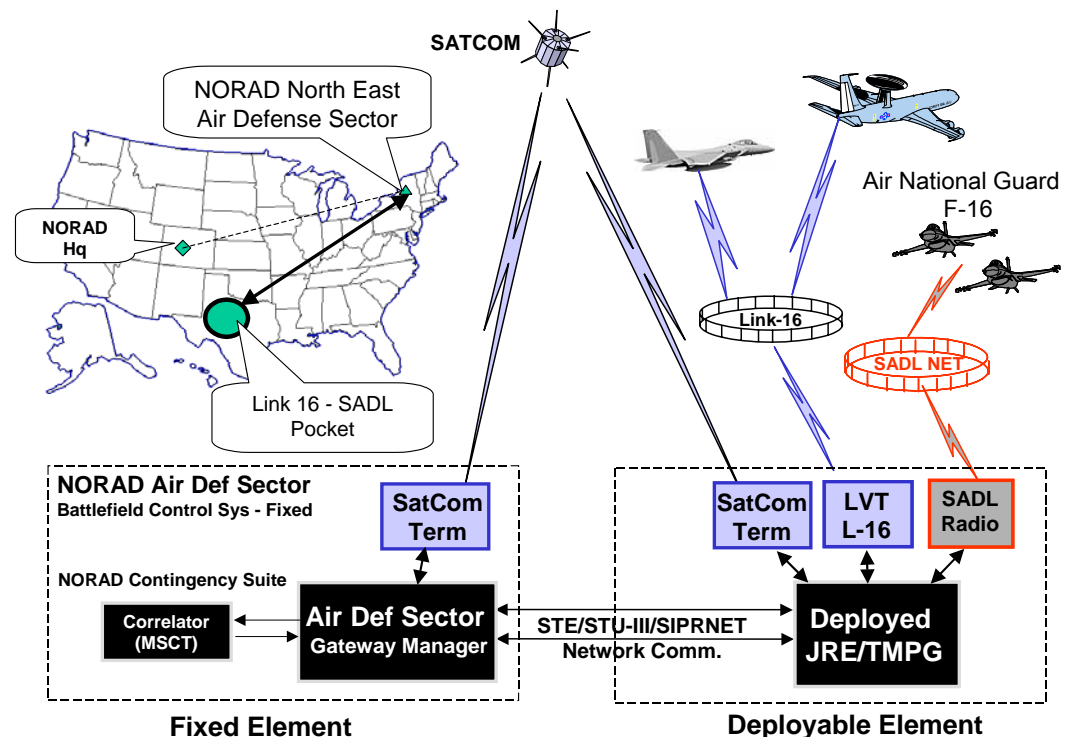 SATCOM
NORAD North East
Air Defense Sector
NORAD
Hq
Link 16 - SADL
Pocket
Air National Guard
F-16
Link-16
SADL NET
NORAD Air Def Sector
Battlefield Control Sys - Fixed
SatCom
Term
NORAD Contingency Suite
Correlator
(MSCT)
Air Def Sector
Gateway Manager
STE/STU-III/SIPRNET
Network Comm.
SatCom
Term
LVT
L-16
SADL
Radio
Deployed
JRE/TMPG
Fixed Element
Deployable Element